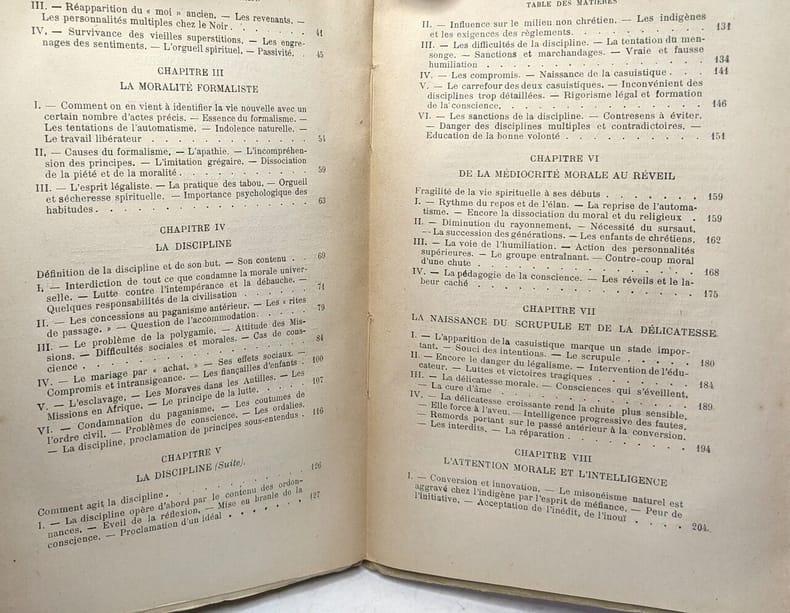 III. — Réapparition du « moi » ancien. — Les revenants. —
Les personnalités multiples chez le Noir. . . . . 41
IV. — Survivance des vieilles superstitions. — Les engre-
nages des sentiments. — L'orgueil spirituel. — Passivité. . 45
CHAPITRE III
LA MORALITÉ FORMALISTE
I. — Comment on en vient à identifier la vie nouvelle avec un
certain nombre d'actes précis. — Essence du formalisme. —
Les tentations de l'automatisme. — Indolence naturelle. —
Le travail libérateur . . . . . 54
II. — Causes du formalisme. — L'apathie. — L'incompréhen-
sion des principes. — L'imitation grégaire. — Dissociation
de la piété et de la moralité . . . . . 59
III. — L'esprit légaliste. — La pratique des tabou. — Orgueil
et sécheresse spirituelle. — Importance psychologique des
habitudes . . . . . 63
CHAPITRE IV
LA DISCIPLINE
Définition de la discipline et de son but. — Son contenu . . 69
I. — Interdiction de tout ce que condamne la morale univer-
selle. — Lutte contre l'intempérance et la débauche. —
Quelques responsabilités de la civilisation . . . . . 71
II. — Les concessions au paganisme antérieur. — Les « rites
de passage. » — Question de l'accommodation. . . . . 79
III. — Le problème de la polygamie. — Attitude des Mis-
sions. — Difficultés sociales et morales. — Cas de cons-
cience . . . . . 84
IV. — Le mariage par « achat. » — Ses effets sociaux. —
Compromis et intransigeance. — Les fiançailles d'enfants . 100
V. — L'esclavage. — Les Moraves dans les Antilles. — Les
Missions en Afrique. — Le principe de la lutte. . . . . 107
VI. — Condamnation du paganisme. — Les coutumes de
l'ordre civil. — Problèmes de conscience. — Les ordalies.
— La discipline, proclamation de principes sous-entendus . 116
CHAPITRE V
LA DISCIPLINE (Suite).
Comment agit la discipline . . . . . 126
I. — La discipline opère d'abord par le contenu des ordon-
nances. — Eveil de la réflexion. — Mise en branle de la
conscience. — Proclamation d'un idéal . . . . . 127
TABLE DES MATIÈRES
II. — Influence sur le milieu non chrétien. — Les indigènes
et les exigences des règlements. . . . . 131
III. — Les difficultés de la discipline. — La tentation du men-
songe. — Sanctions et marchandages. — Vraie et fausse
humiliation . . . . . 134
IV. — Les compromis. — Naissance de la casuistique . . . 141
V. — Le carrefour des deux casuistiques. — Inconvénient des
disciplines trop détaillées. — Rigorisme légal et formation
de la conscience. . . . . 146
VI. — Les sanctions de la discipline. — Contresens à éviter.
— Danger des disciplines multiples et contradictoires. —
Education de la bonne volonté . . . . . 151
CHAPITRE VI
DE LA MÉDIOCRITÉ MORALE AU RÉVEIL
Fragilité de la vie spirituelle à ses débuts . . . . . 159
I. — Rythme du repos et de l'élan. — La reprise de l'automa-
tisme. — Encore la dissociation du moral et du religieux . 159
II. — Diminution du rayonnement. — Nécessité du sursaut.
— La succession des générations. — Les enfants de chrétiens. 162
III. — La voie de l'humiliation. — Action des personnalités
supérieures. — Le groupe entraînant. — Contre-coup moral
d'une chute . . . . . 168
IV. — La pédagogie de la conscience. — Les réveils et le la-
beur caché . . . . . 175
CHAPITRE VII
LA NAISSANCE DU SCRUPULE ET DE LA DÉLICATESSE
I. — L'apparition de la casuistique marque un stade impor-
tant. — Souci des intentions. — Le scrupule . . . . . 180
II. — Encore le danger du légalisme. — Intervention de l'édu-
cateur. — Luttes et victoires tragiques . . . . . 184
III. — La délicatesse morale. — Consciences qui s'éveillent.
— La cure d'âme . . . . . 189
IV. — La délicatesse croissante rend la chute plus sensible.
— Elle force à l'aveu. — Intelligence progressive des fautes.
— Remords portant sur le passé antérieur à la conversion.
— Les interdits. — La réparation . . . . . 194
CHAPITRE VIII
L'ATTENTION MORALE ET L'INTELLIGENCE
I. — Conversion et innovation. — Le misonéisme naturel est
aggravé chez l'indigène par l'esprit de méfiance. — Peur de
l'initiative. — Acceptation de l'inédit, de l'inouï . . . . 204